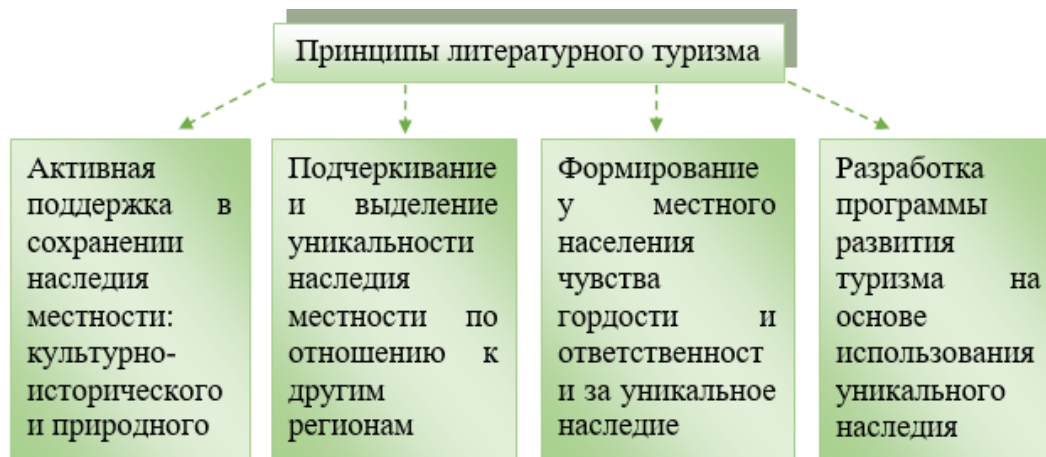 Принципы литературного туризма
Активная
поддержка в
сохранении
наследия
местности:
культурно-
исторического
и природного
Подчеркивание
и выделение
уникальности
наследия
местности по
отношению к
другим
регионам
Формирование
у местного
населения
чувства
гордости и
ответственност
и за уникальное
наследие
Разработка
программы
развития
туризма на
основе
использования
уникального
наследия